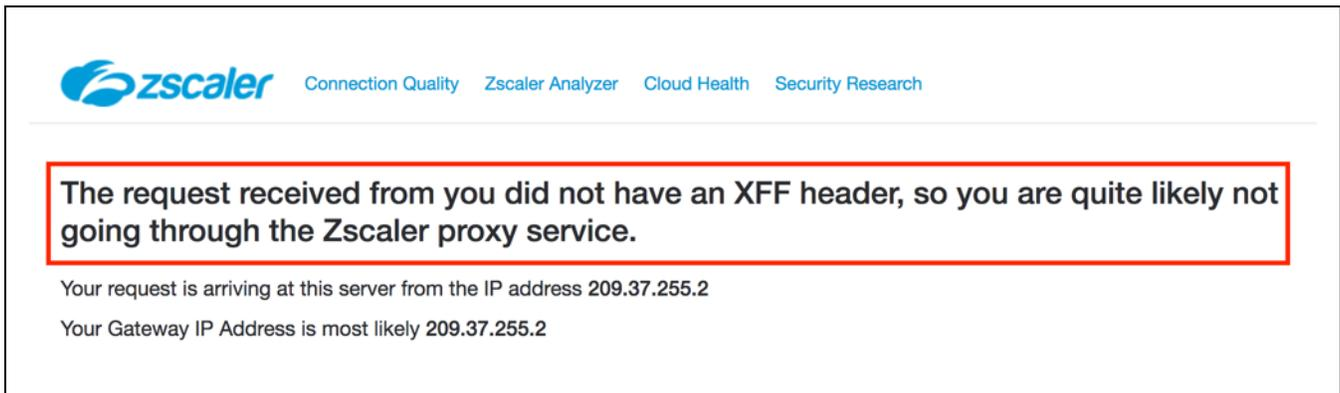 zscaler Connection Quality Zscaler Analyzer Cloud Health Security Research
The request received from you did not have an XFF header, so you are quite likely not
going through the Zscaler proxy service.
Your request is arriving at this server from the IP address 209.37.255.2
Your Gateway IP Address is most likely 209.37.255.2